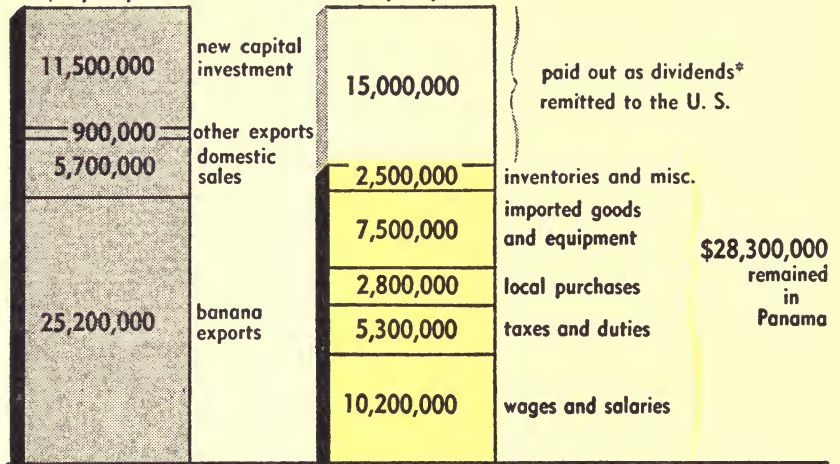 11,500,000
new capital
investment
900,000
other exports
5,700,000
domestic
sales
25,200,000
banana
exports
15,000,000
paid out as dividends*
remitted to the U. S.
2,500,000
inventories and misc.
7,500,000
imported goods
and equipment
2,800,000
local purchases
5,300,000
taxes and duties
10,200,000
wages and salaries
$28,300,000
remained
in
Panama